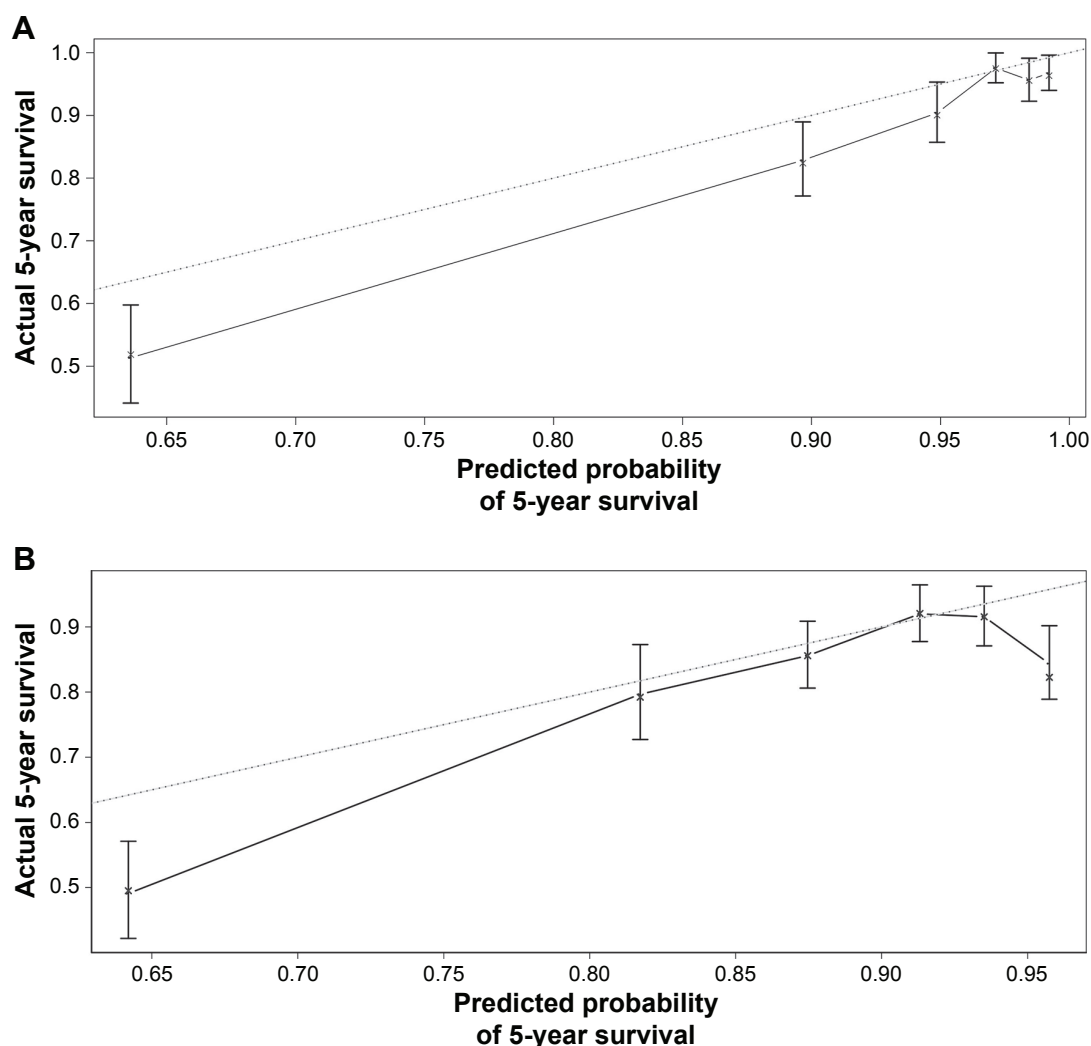 A
Actual 5-year survival
1.0
0.9
0.8
0.7
0.6
0.5
0.65 0.70 0.75 0.80 0.85 0.90 0.95 1.00
Predicted probability
of 5-year survival
B
Actual 5-year survival
0.9
0.8
0.7
0.6
0.5
0.65 0.70 0.75 0.80 0.85 0.90 0.95
Predicted probability
of 5-year survival